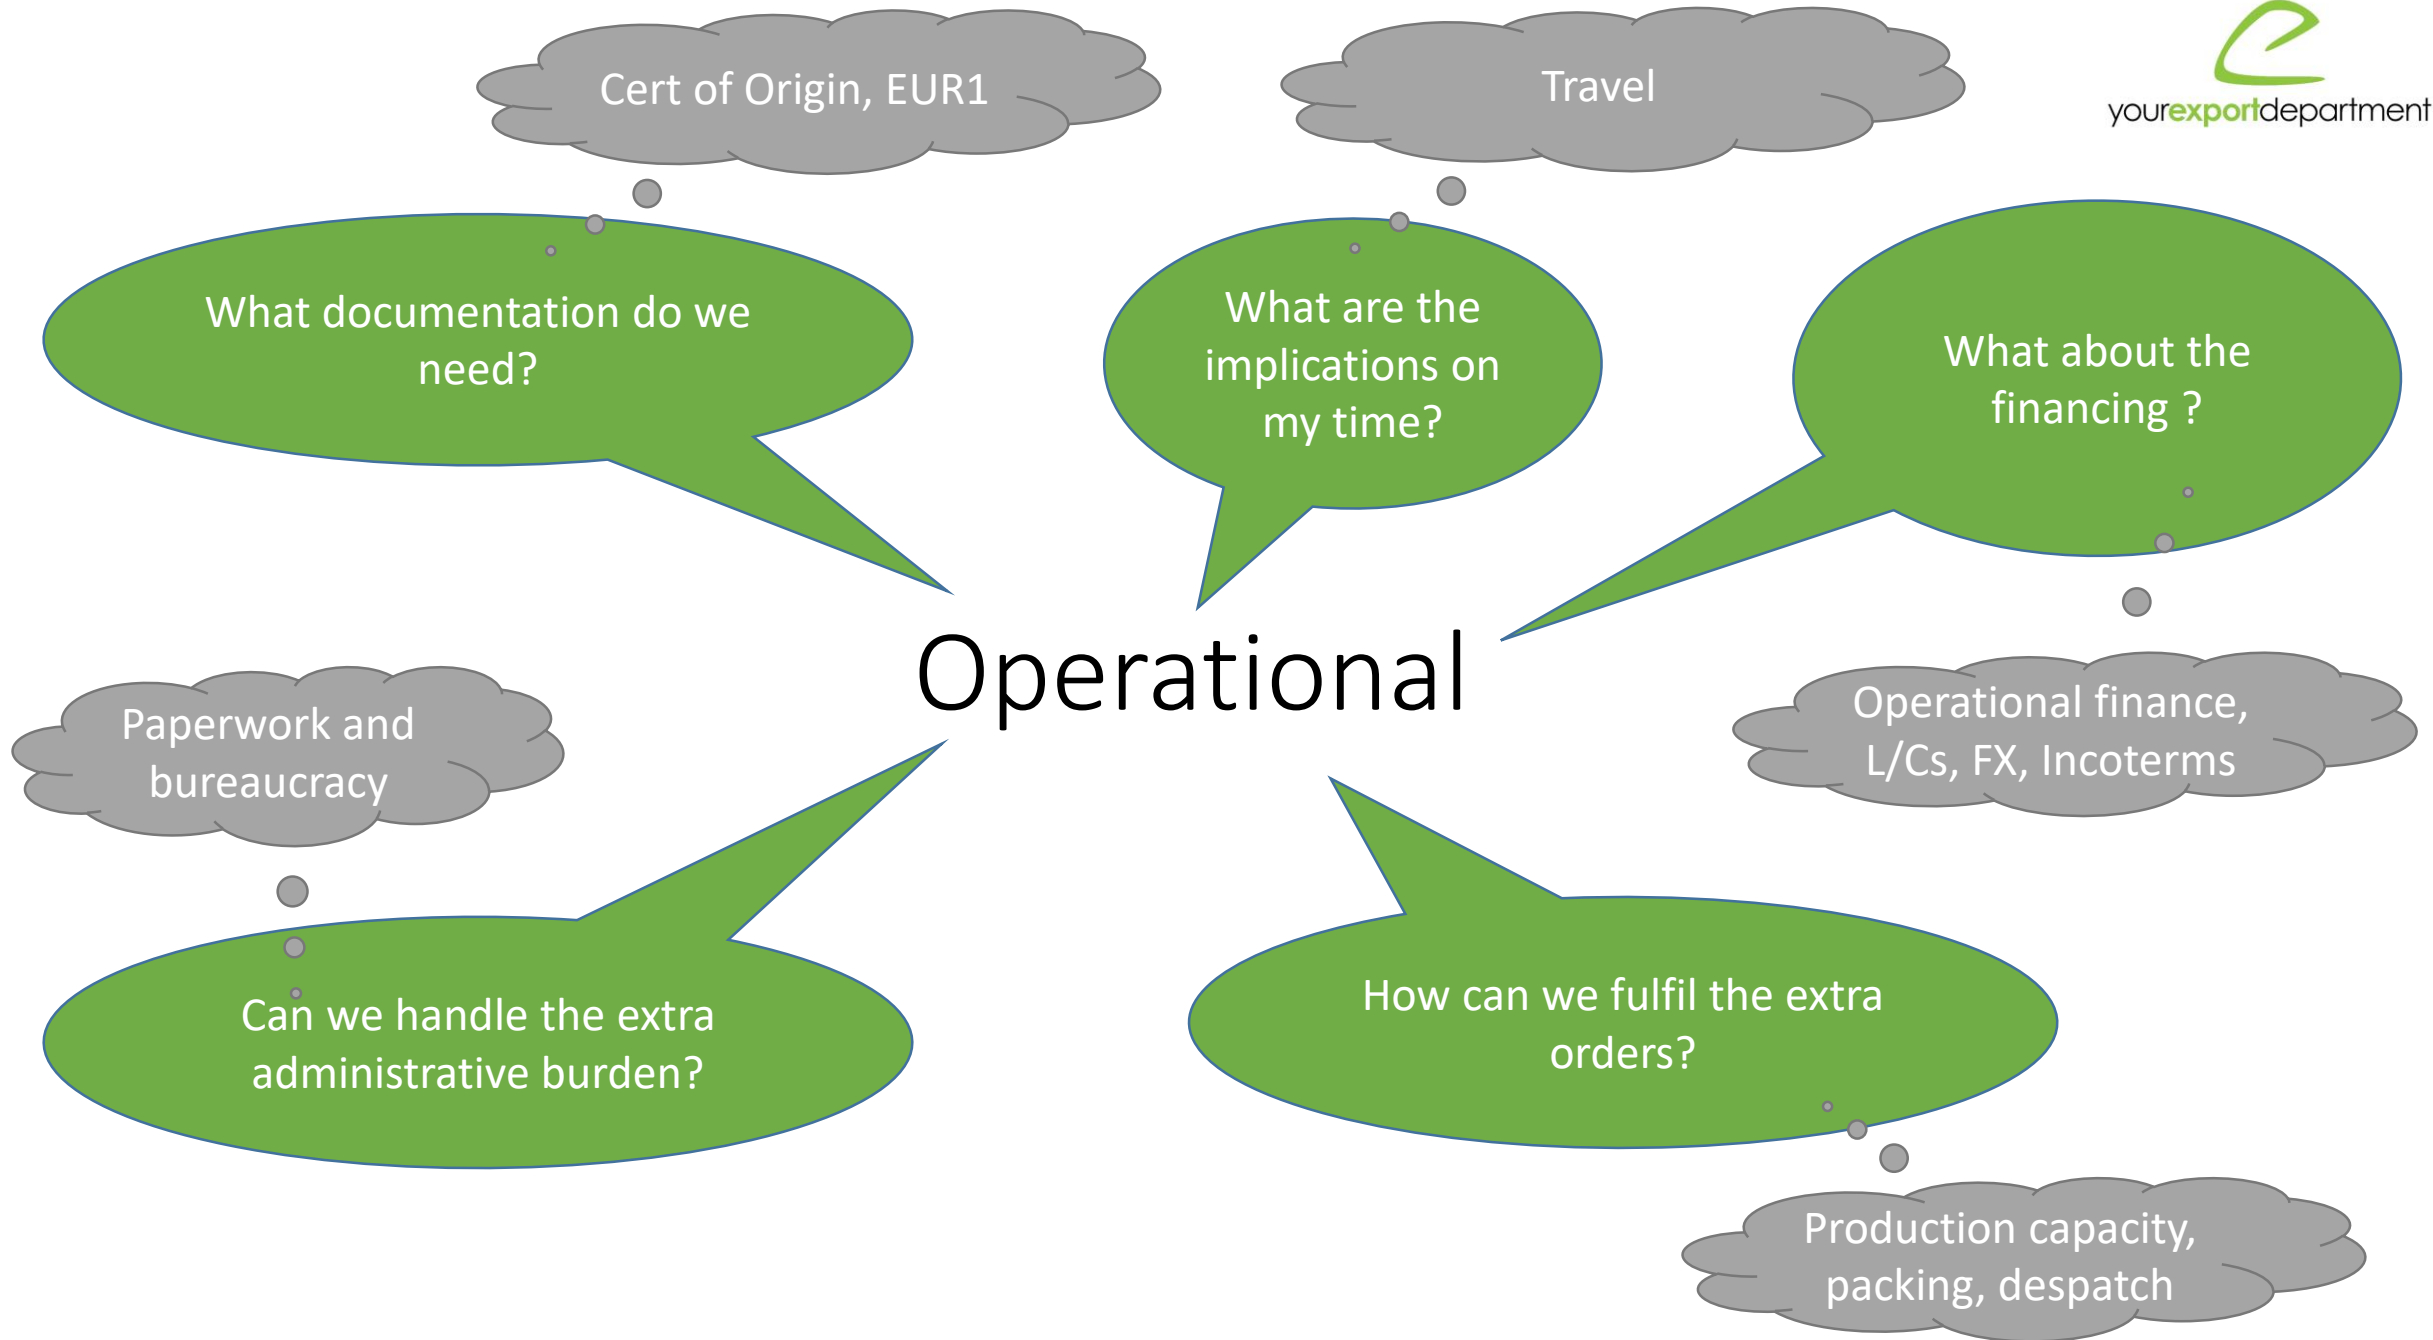 Cert of Origin, EUR1
Travel
yourexportdepartment
What documentation do we
need?
What are the
implications on
my time?
What about the
financing ?
Operational
Paperwork and
bureaucracy
Operational finance,
L/Cs, FX, Incoterms
Can we handle the extra
administrative burden?
How can we fulfil the extra
orders?
Production capacity,
packing, despatch